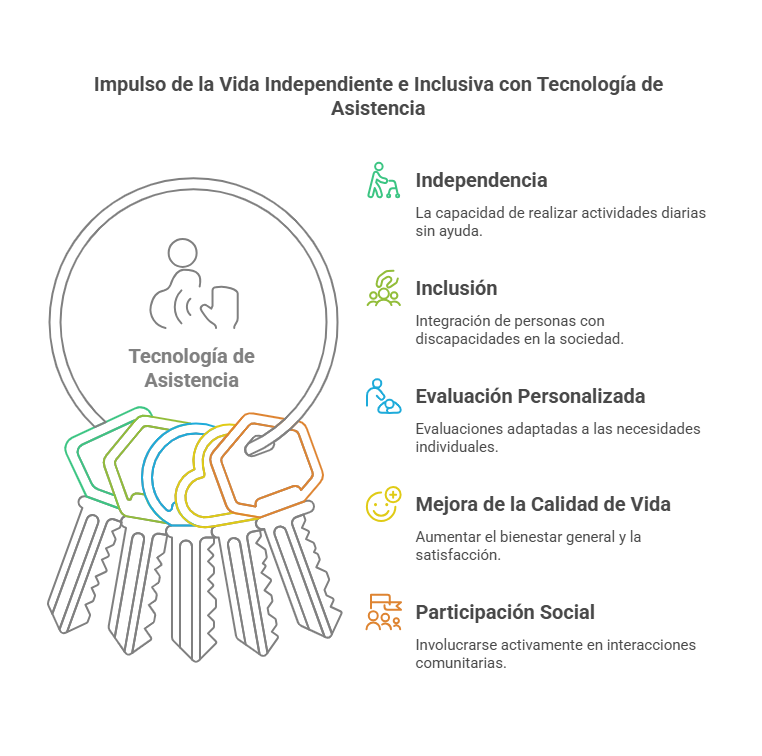 Impulso de la Vida Independiente e Inclusiva con Tecnología de
Asistencia
Tecnología de
Asistencia
Independencia
La capacidad de realizar actividades diarias
sin ayuda.
Inclusión
Integración de personas con
discapacidades en la sociedad.
Evaluación Personalizada
Evaluaciones adaptadas a las necesidades
individuales.
Mejora de la Calidad de Vida
Aumentar el bienestar general y la
satisfacción.
Participación Social
Involucrarse activamente en interacciones
comunitarias.